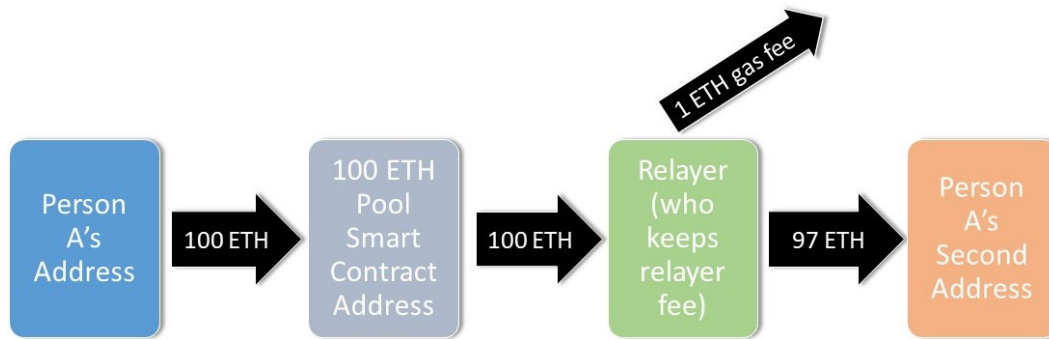 1 ETH gas fee
Person
A's
Address
100 ETH
100 ETH
Pool
Smart
Contract
Address
100 ETH
Relayer
(who
keeps
relayer
fee)
97 ETH
Person
A's
Second
Address